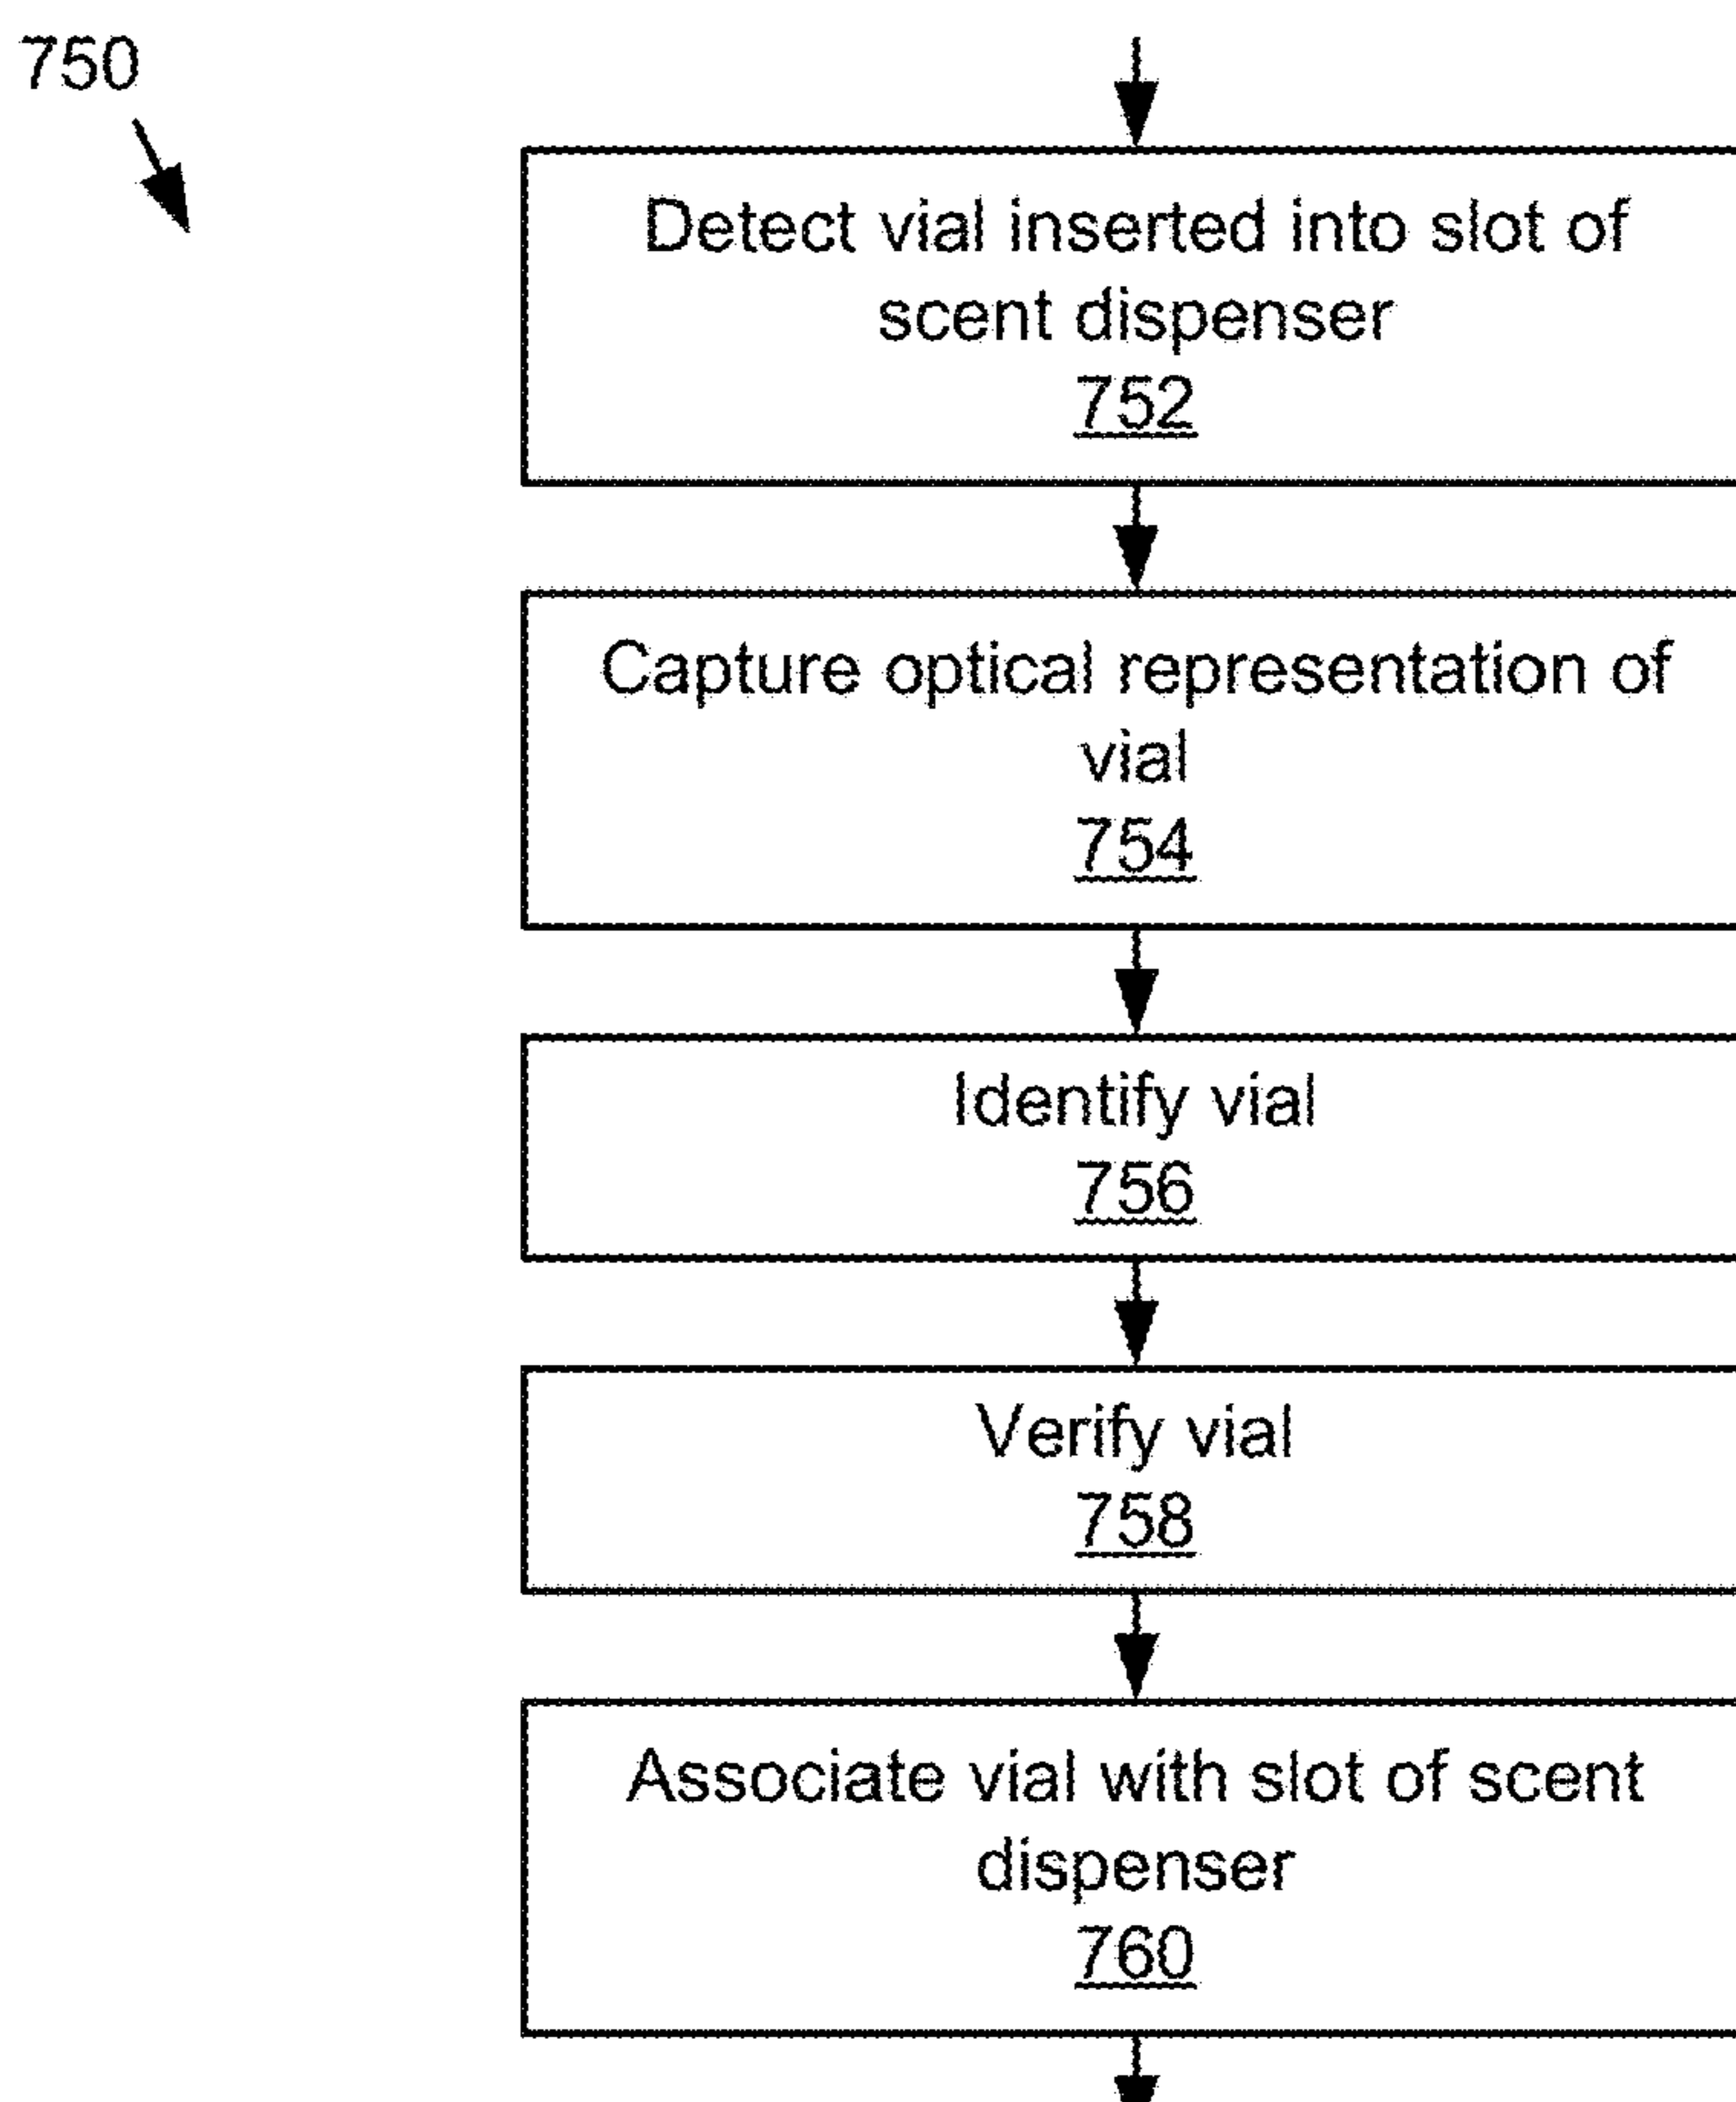 750
Detect vial inserted into slot of
scent dispenser
752
Capture optical representation of
vial
754
Identify vial
756
Verify vial
758
Associate vial with slot of scent
dispenser
760